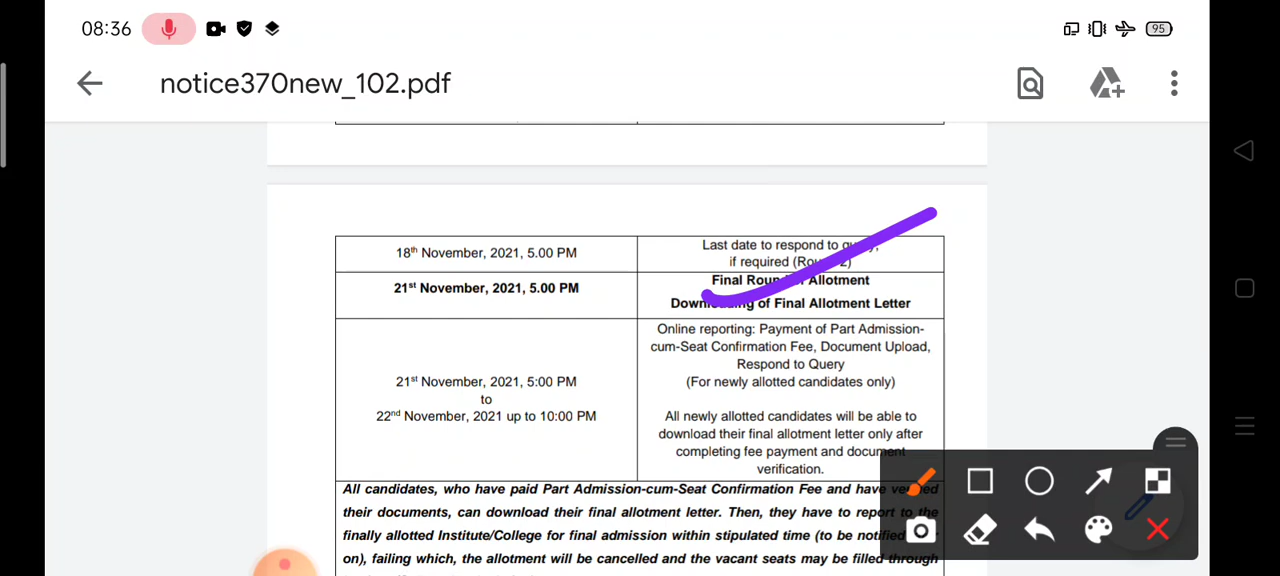 08:36
95
notice370new_102.pdf
18th November, 2021, 5.00 PM
Last date to respond to
if required
21st November, 2021, 5.00 PM
Final Allotment
Downloading of Final Allotment Letter
21st November, 2021, 5:00 PM
to
22nd November, 2021 up to 10:00 PM
Online reporting: Payment of Part Admission-
cum-Seat Confirmation Fee, Document Upload,
Respond to Query
(For newly allotted candidates only)
All newly allotted candidates will be able to
download their final allotment letter only after
completing fee payment and document
verification.
All candidates, who have paid Part Admission-cum-Seat Confirmation Fee and have verified
their documents, can download their final allotment letter. Then, they have to report to the
finally allotted Institute/College for final admission within stipulated time (to be notified
on), failing which, the allotment will be cancelled and the vacant seats may be filled through